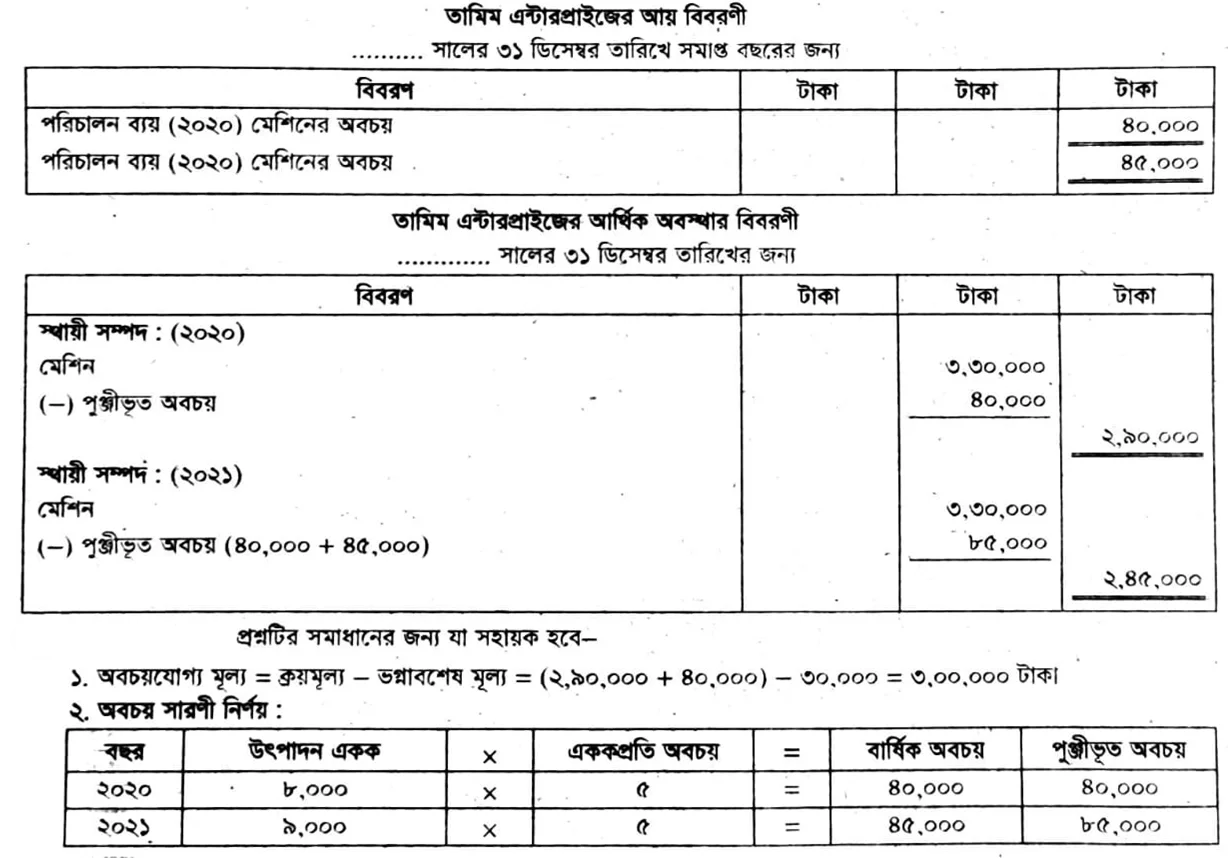 তামিম এন্টারপ্রাইজের আয় বিবরণী
.......... সালের ৩১ ডিসেম্বর তারিখে সমাপ্ত বছরের জন্য
বিবরণ টাকা টাকা টাকা
পরিচালন ব্যয় (২০২০) মেশিনের অবচয় ৪০,০০০
পরিচালন ব্যয় (২০২০) মেশিনের অবচয় ৪৫,০০০
তামিম এন্টারপ্রাইজের আর্থিক অবস্থার বিবরণী
............. সালের ৩১ ডিসেম্বর তারিখের জন্য
বিবরণ টাকা টাকা টাকা
স্থায়ী সম্পদ : (২০২০)
মেশিন ৩,৩০,০০০
(–) পুঞ্জীভূত অবচয় ৪০,০০০
২,৯০,০০০
স্থায়ী সম্পদ : (২০২১)
মেশিন ৩,৩০,০০০
(–) পুঞ্জীভূত অবচয় (৪০,০০০ + ৪৫,০০০) ৮৫,০০০
২,৪৫,০০০
প্রশ্নটির সমাধানের জন্য যা সহায়ক হবে–
১. অবচয়যোগ্য মূল্য = ক্রয়মূল্য – ভগ্নাবশেষ মূল্য = (২,৯০,০০০ + ৪০,০০০) – ৩০,০০০ = ৩,০০,০০০ টাকা
২. অবচয় সারণী নির্ণয় :
বছর উৎপাদন একক × এককপ্রতি অবচয় = বার্ষিক অবচয় পুঞ্জীভূত অবচয়
২০২০ ৮,০০০ × ৫ = ৪০,০০০ ৪০,০০০
২০২১ ৯,০০০ × ৫ = ৪৫,০০০ ৮৫,০০০